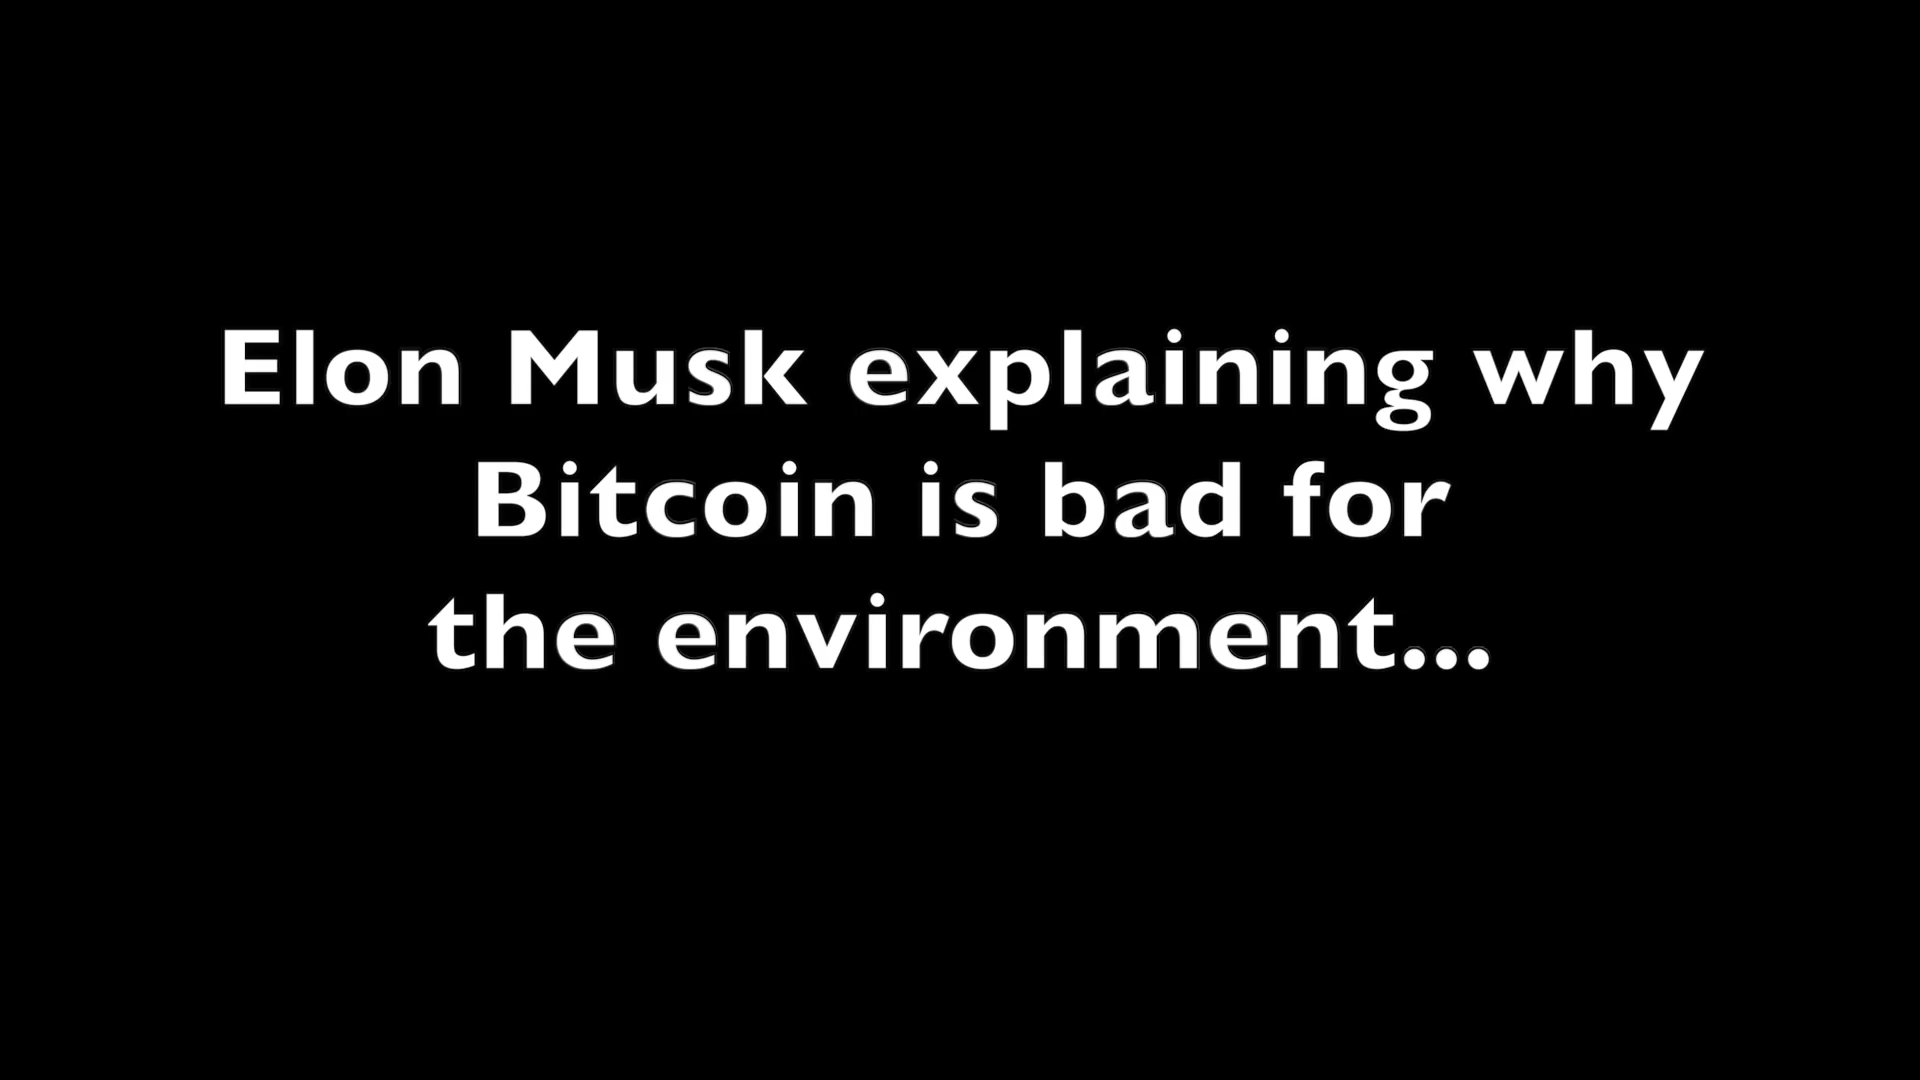 Elon Musk explaining why
Bitcoin is bad for
the environment...